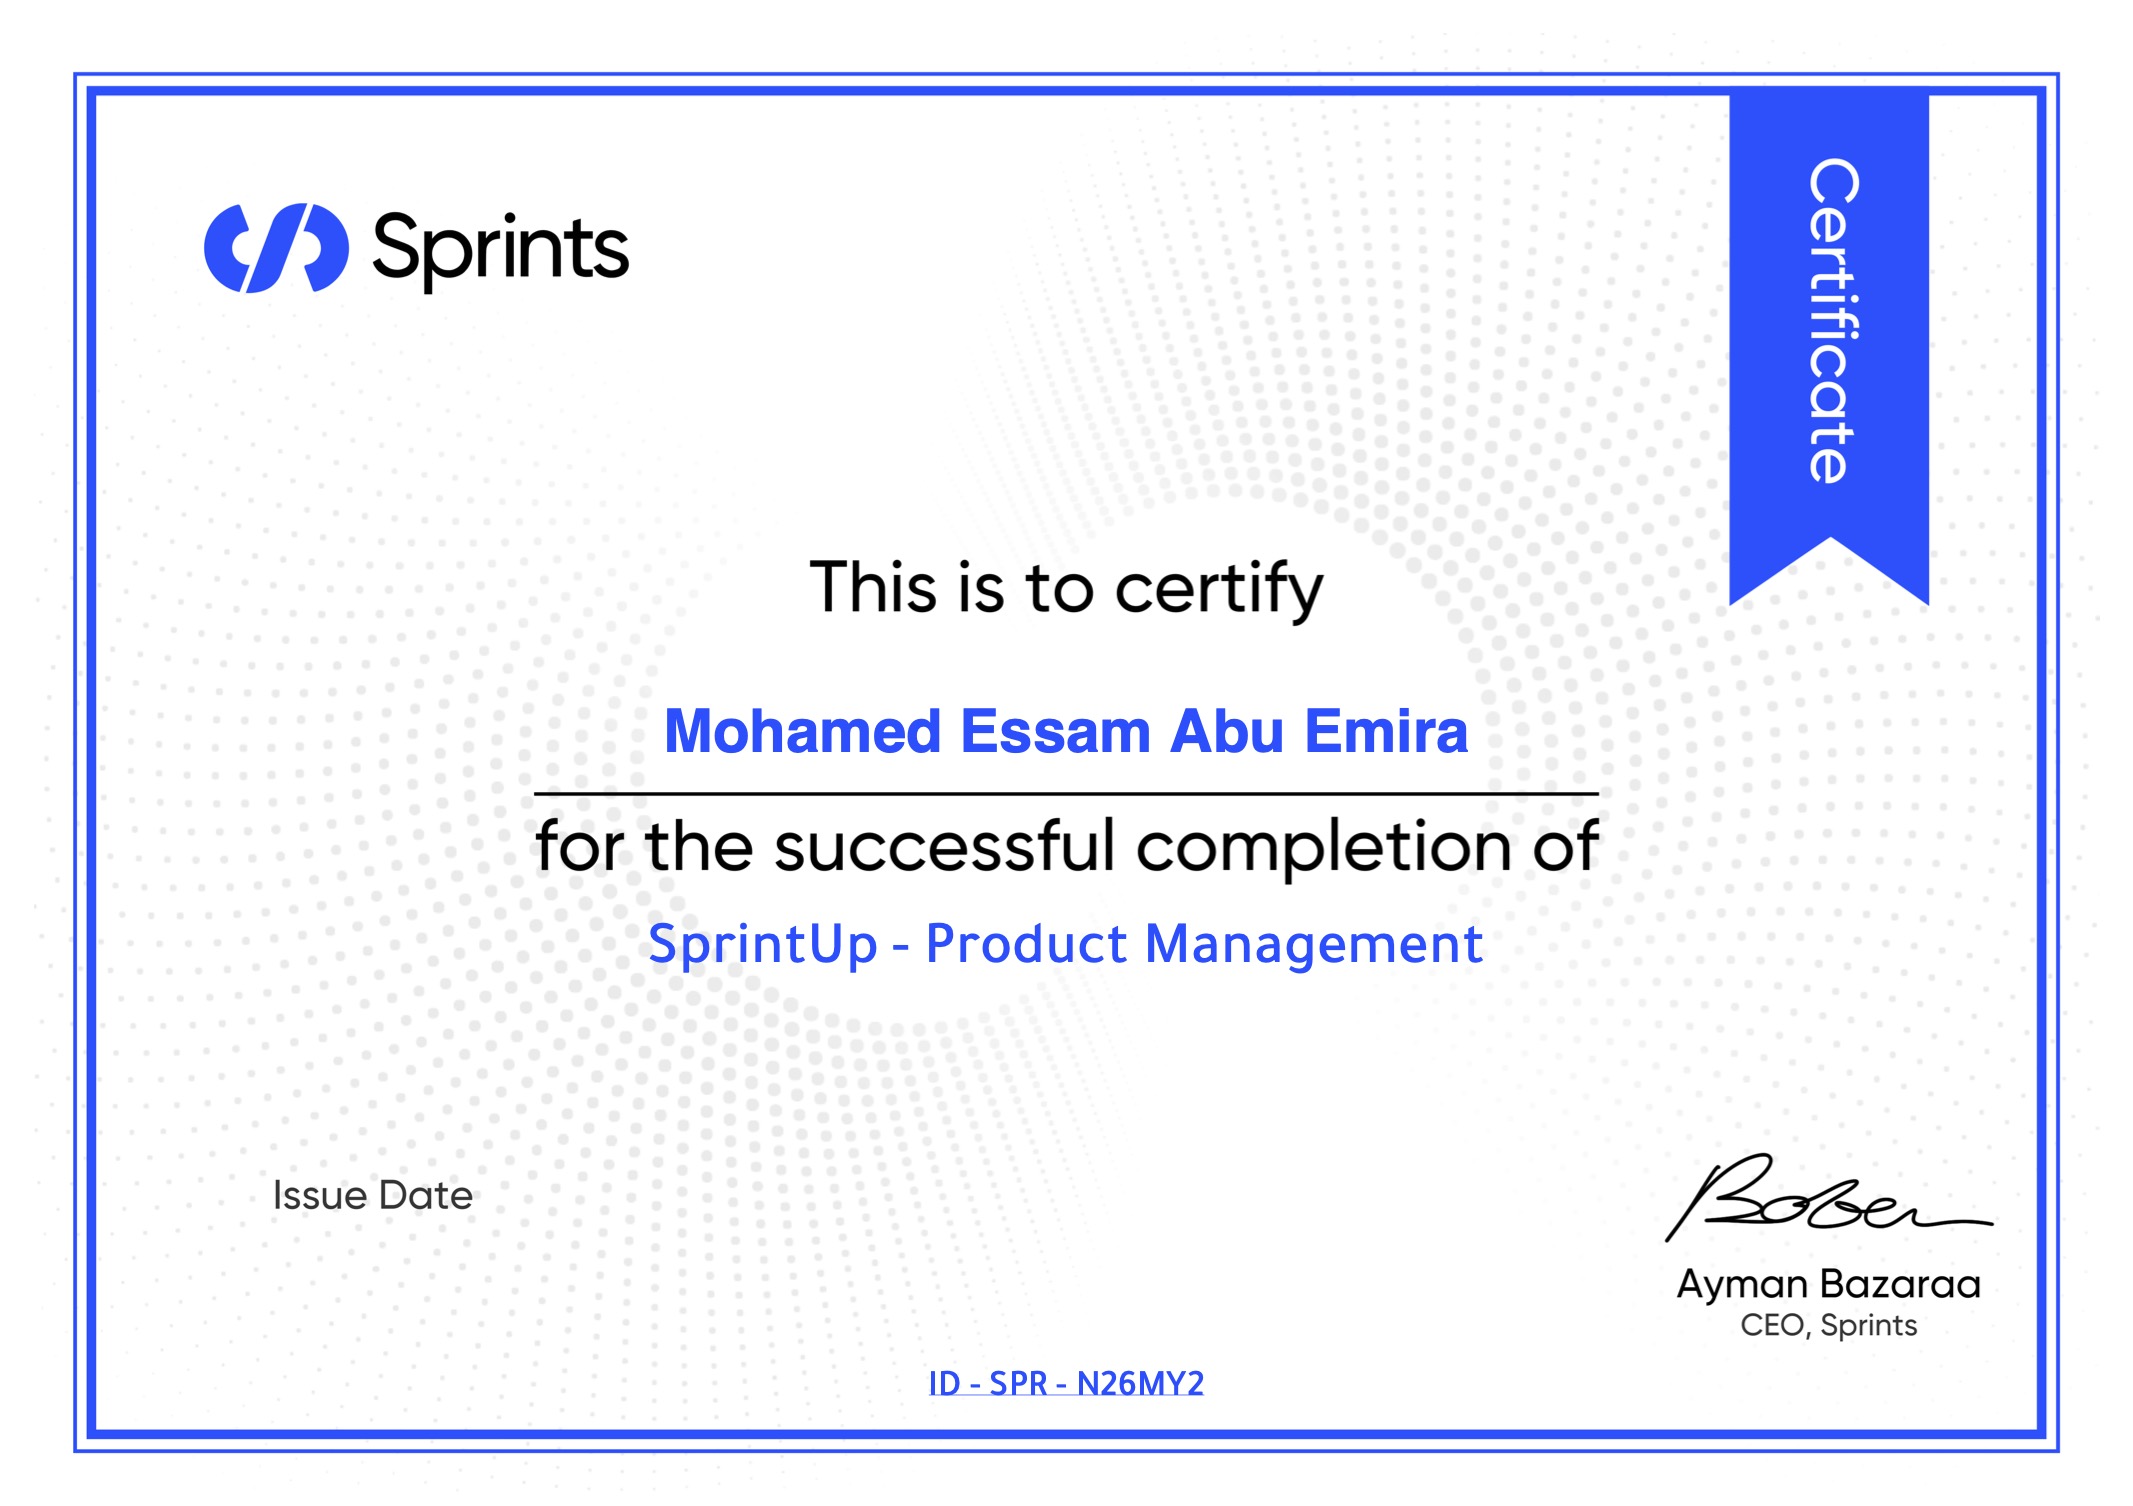 Sprints
Certificate
This is to certify
Mohamed Essam Abu Emira
for the successful completion of
SprintUp - Product Management
Issue Date
Ayman Bazaraa
CEO, Sprints
ID - SPR - N26MY2